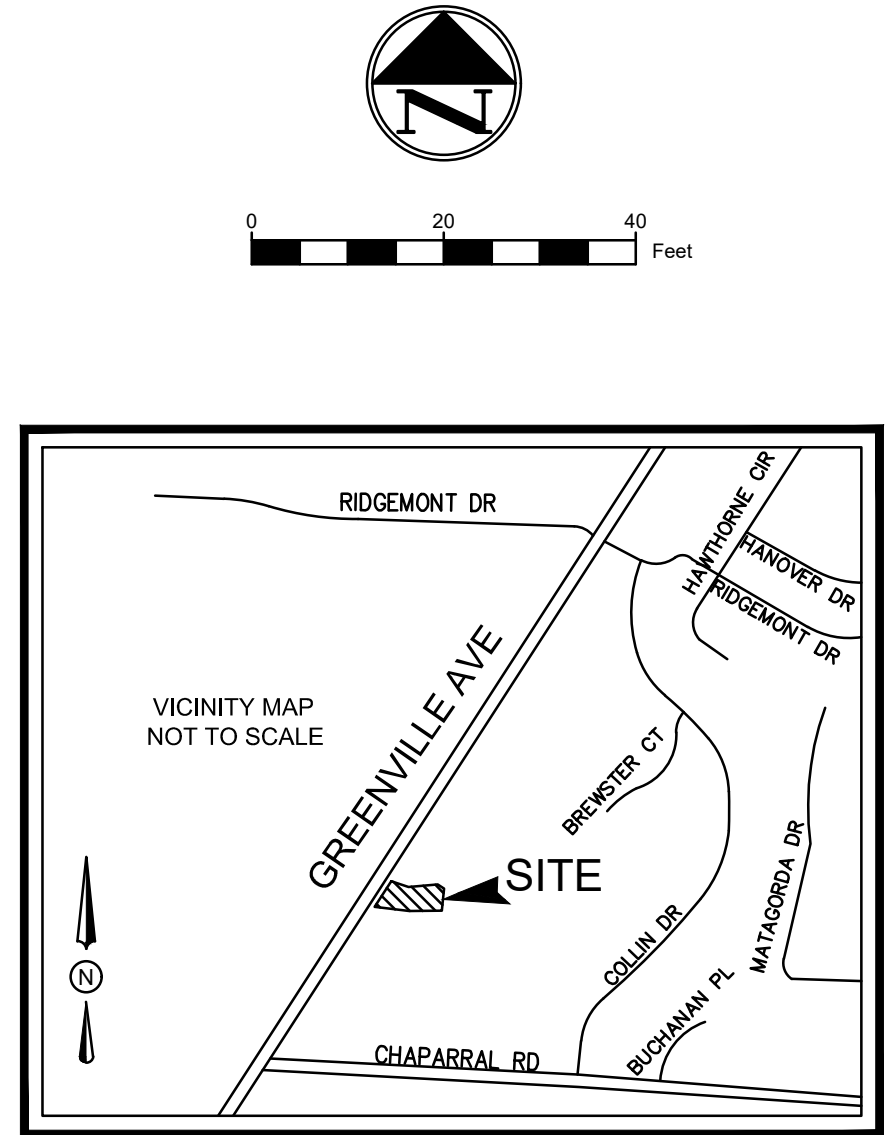 N
0 20 40
Feet
RIDGEMONT DR
HAWTHORNE CIR
HANOVER DR
RIDGEMONT DR
VICINITY MAP
NOT TO SCALE
GREENVILLE AVE
BREWSTER CT
SITE
MATAGORDA DR
COLLIN DR
N
BUCHANAN PL
CHAPARRAL RD